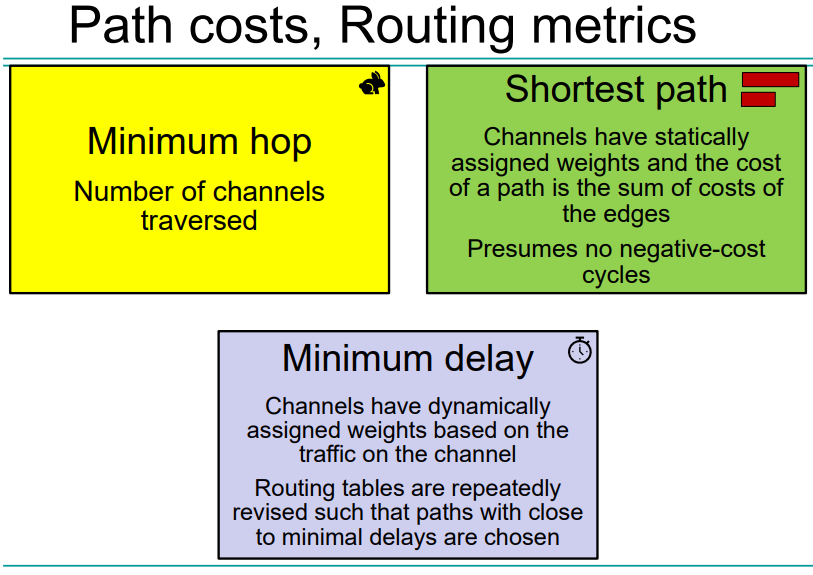 Path costs, Routing metrics
Minimum hop
Number of channels
traversed
Shortest path
Channels have statically
assigned weights and the cost
of a path is the sum of costs of
the edges
Presumes no negative-cost
cycles
Minimum delay
Channels have dynamically
assigned weights based on the
traffic on the channel
Routing tables are repeatedly
revised such that paths with close
to minimal delays are chosen